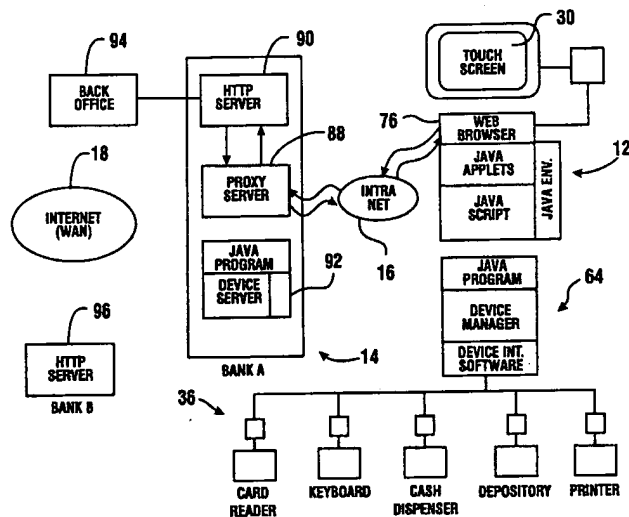 94
90
30
BACK
OFFICE
HTTP
SERVER
TOUCH
SCREEN
18
88
76
WEB
BROWSER
12
INTERNET
(WAN)
PROXY
SERVER
INTRA
NET
JAVA
APPLETS
JAVA
SCRIPT
JAVA ENV.
16
JAVA PROGRAM
DEVICE
SERVER
92
JAVA
PROGRAM
64
DEVICE
MANAGER
DEVICE INT.
SOFTWARE
96
HTTP
SERVER
BANK B
BANK A
14
36
CARD
READER
KEYBOARD
CASH
DISPENSER
DEPOSITORY
PRINTER